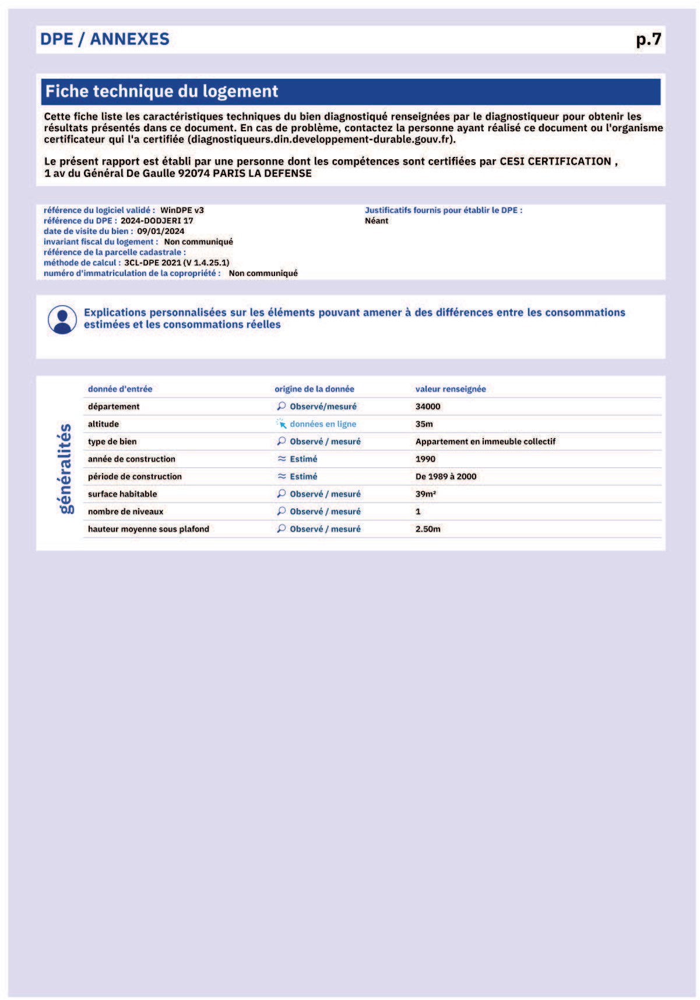 DPE / ANNEXES
p.7
Fiche technique du logement
Cette fiche liste les caractéristiques techniques du bien diagnostiqué renseignées par le diagnostiqueur pour obtenir les
résultats présentés dans ce document. En cas de problème, contactez la personne ayant réalisé ce document ou l'organisme
certificateur qui l'a certifiée (diagnostiqueurs.din.developpement-durable.gouv.fr).
Le présent rapport est établi par une personne dont les compétences sont certifiées par CESI CERTIFICATION ,
1 av du Général De Gaulle 92074 PARIS LA DEFENSE
référence du logiciel validé : WinDPE v3
référence du DPE : 2024-DODJERI 17
date de visite du bien : 09/01/2024
invariant fiscal du logement : Non communiqué
référence de la parcelle cadastrale :
méthode de calcul : 3CL-DPE 2021 (V 1.4.25.1)
numéro d'immatriculation de la copropriété : Non communiqué
Justificatifs fournis pour établir le DPE :
Néant
Explications personnalisées sur les éléments pouvant amener à des différences entre les consommations
estimées et les consommations réelles
généralités
donnée d'entrée origine de la donnée valeur renseignée
département Observé/mesuré 34000
altitude données en ligne 35m
type de bien Observé / mesuré Appartement en immeuble collectif
année de construction ≈ Estimé 1990
période de construction ≈ Estimé De 1989 à 2000
surface habitable Observé / mesuré 39m²
nombre de niveaux Observé / mesuré 1
hauteur moyenne sous plafond Observé / mesuré 2.50m